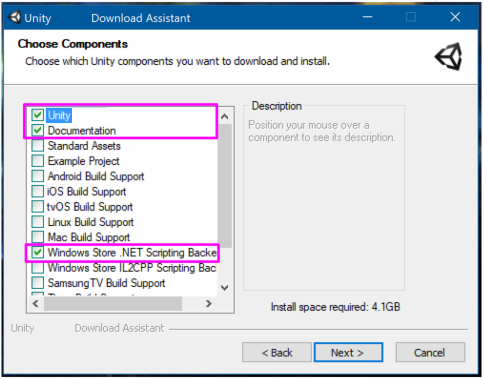 Unity Download Assistant
Choose Components
Choose which Unity components you want to download and install.
Unity
Documentation
Standard Assets
Example Project
Android Build Support
iOS Build Support
tvOS Build Support
Linux Build Support
Mac Build Support
Windows Store .NET Scripting Backe
Windows Store IL2CPP Scripting Bac
SamsungTV Build Support
Description
Position your mouse over a
component to see its description.
Install space required: 4.1GB
Unity Download Assistant
< Back
Next >
Cancel